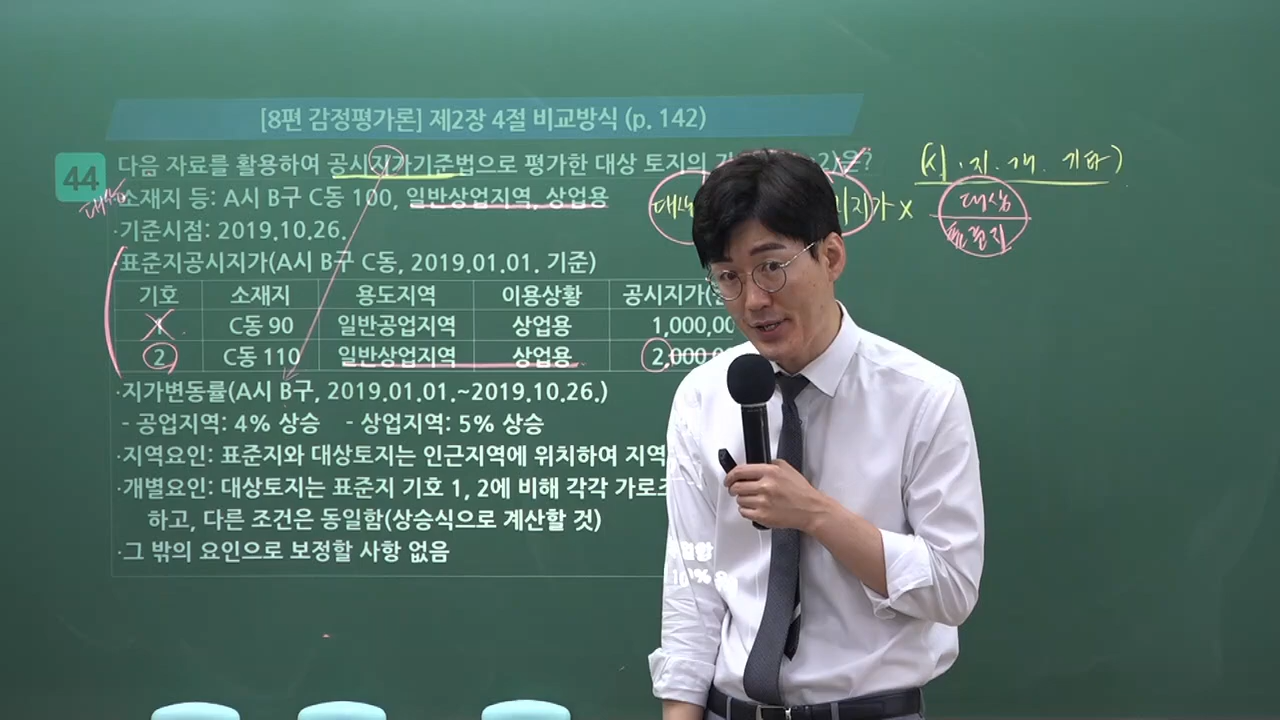 [8편 감정평가론] 제2장 4절 비교방식 (p. 142)
44 다음 자료를 활용하여 공시지가기준법으로 평가한 대상 토지의 2)은?
(시·지·개·기타)
대상
소재지 등: A시 B구 C동 100, 일반상업지역, 상업용
지가 x 대상
표준지
·기준시점: 2019.10.26.
·표준지공시지가(A시 B구 C동, 2019.01.01. 기준)
기호 소재지 용도지역 이용상황 공시지가
1 C동 90 일반공업지역 상업용 1,000,00
2 C동 110 일반상업지역 상업용 2,000,00
·지가변동률(A시 B구, 2019.01.01.~2019.10.26.)
- 공업지역: 4% 상승 - 상업지역: 5% 상승
·지역요인: 표준지와 대상토지는 인근지역에 위치하여 지역
·개별요인: 대상토지는 표준지 기호 1, 2에 비해 각각 가로
하고, 다른 조건은 동일함(상승식으로 계산할 것)
·그 밖의 요인으로 보정할 사항 없음